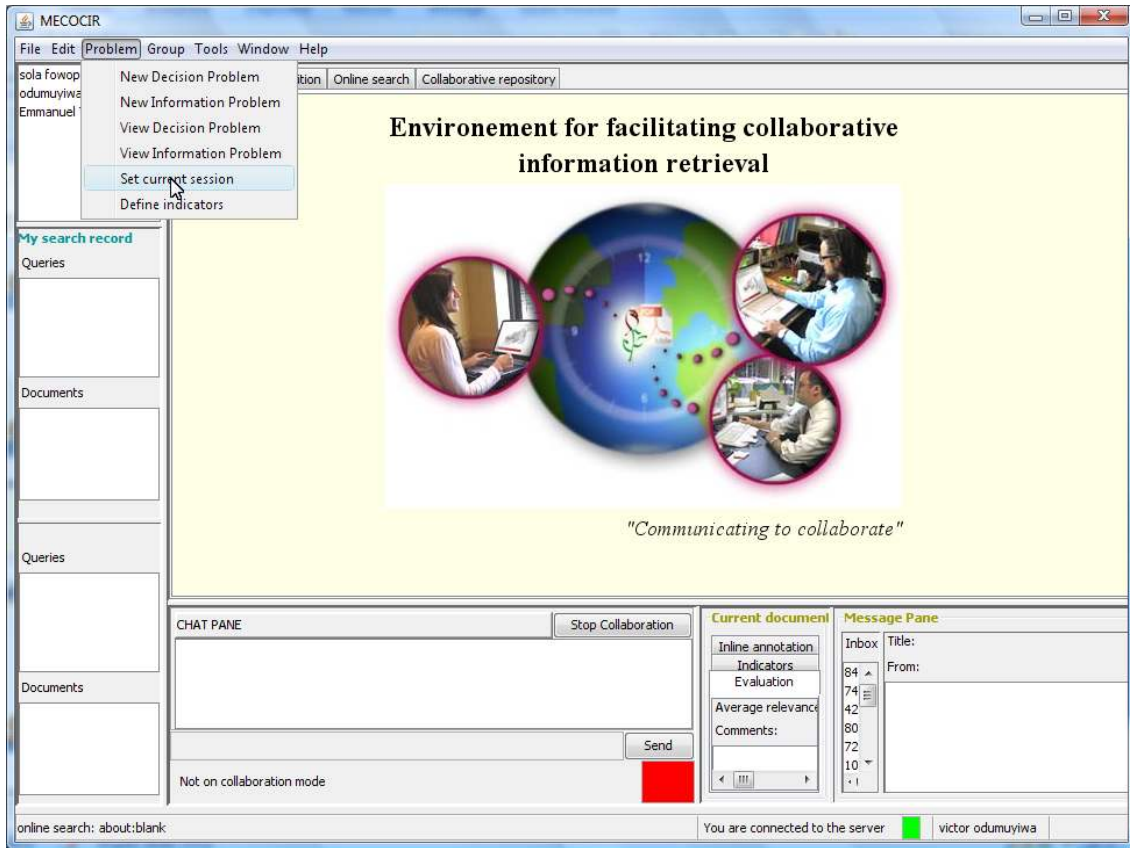 MECOCIR
File Edit Problem Group Tools Window Help
sola fowop
odumuyiwa
Emmanuel
New Decision Problem
New Information Problem
View Decision Problem
View Information Problem
Set current session
Define indicators
ition Online search Collaborative repository
Environement for facilitating collaborative
information retrieval
12
9
6
"Communicating to collaborate"
My search record
Queries
Documents
Queries
Documents
CHAT PANE Stop Collaboration
Send
Not on collaboration mode
Current document
Inline annotation
Indicators
Evaluation
Average relevance
Comments:
Message Pane
Inbox Title:
From:
84
74
42
80
72
10
online search: about:blank You are connected to the server victor odumuyiwa